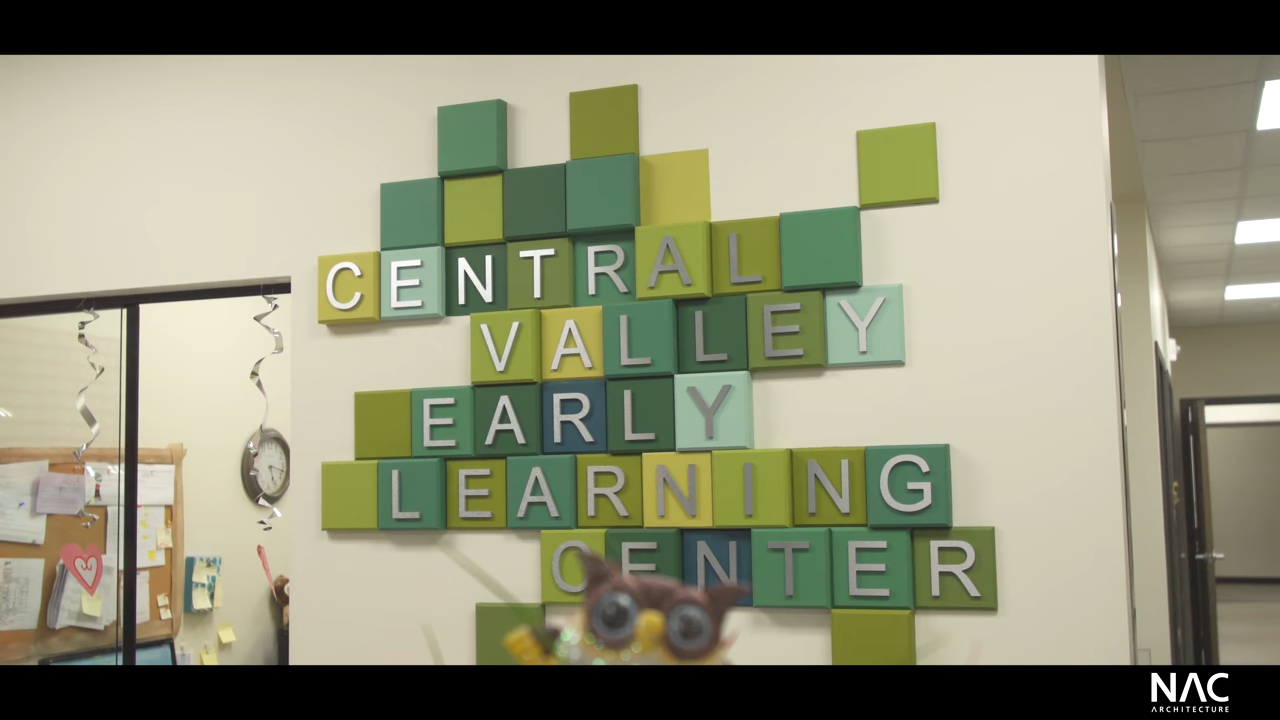 CENTRAL
VALLEY
EARLY
LEARNING
CENTER
NAC
ARCHITECTURE